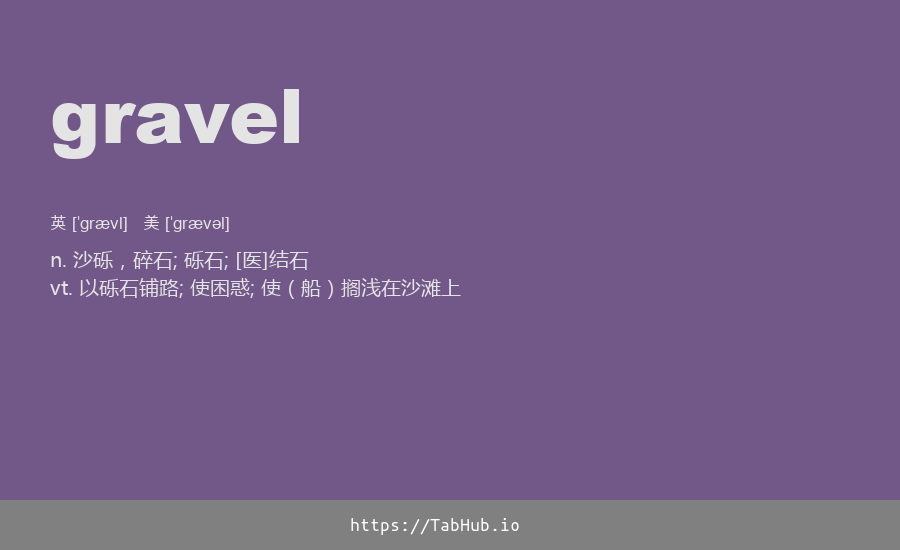 gravel
英 ['grævl] 美 ['grævəl]
n. 沙砾，碎石; 砾石; [医]结石
vt. 以砾石铺路; 使困惑; 使（船）搁浅在沙滩上
https://TabHub.io